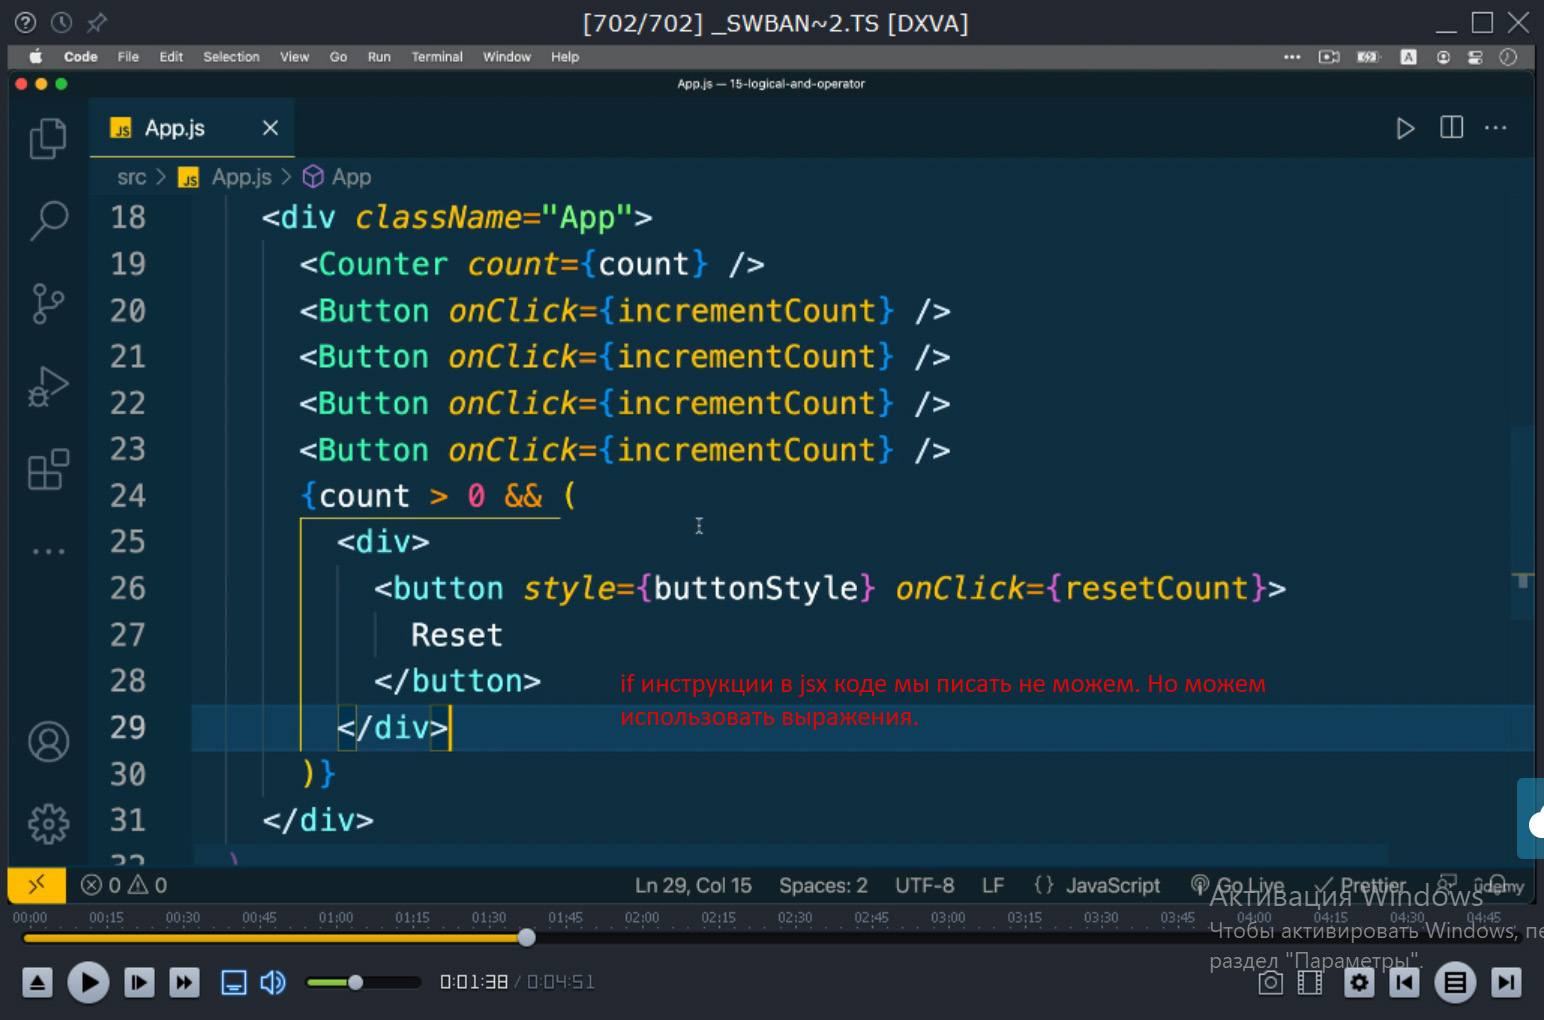 [702/702] _SWBAN~2.TS [DXVA]
Code File Edit Selection View Go Run Terminal Window Help
A
App.js — 15-logical-and-operator
JS App.js
src > JS App.js > App
18 <div className="App">
19 <Counter count={count} />
20 <Button onClick={incrementCount} />
21 <Button onClick={incrementCount} />
22 <Button onClick={incrementCount} />
23 <Button onClick={incrementCount} />
24 {count > 0 && (
25 <div>
26 <button style={buttonStyle} onClick={resetCount}>
27 Reset
28 </button>
if инструкции в jsx коде мы писать не можем. Но можем
использовать выражения.
29 </div>
30 )}
31 </div>
32 )
0 0 Ln 29, Col 15 Spaces: 2 UTF-8 LF {} JavaScript Go Live Prettier ûdemy
Активация Windows
00:00 00:15 00:30 00:45 01:00 01:15 01:30 01:45 02:00 02:15 02:30 02:45 03:00 03:15 03:30 03:45 04:00 04:15 04:30 04:45
Чтобы активировать Windows, пе
раздел "Параметры".
0:01:38 / 0:04:51